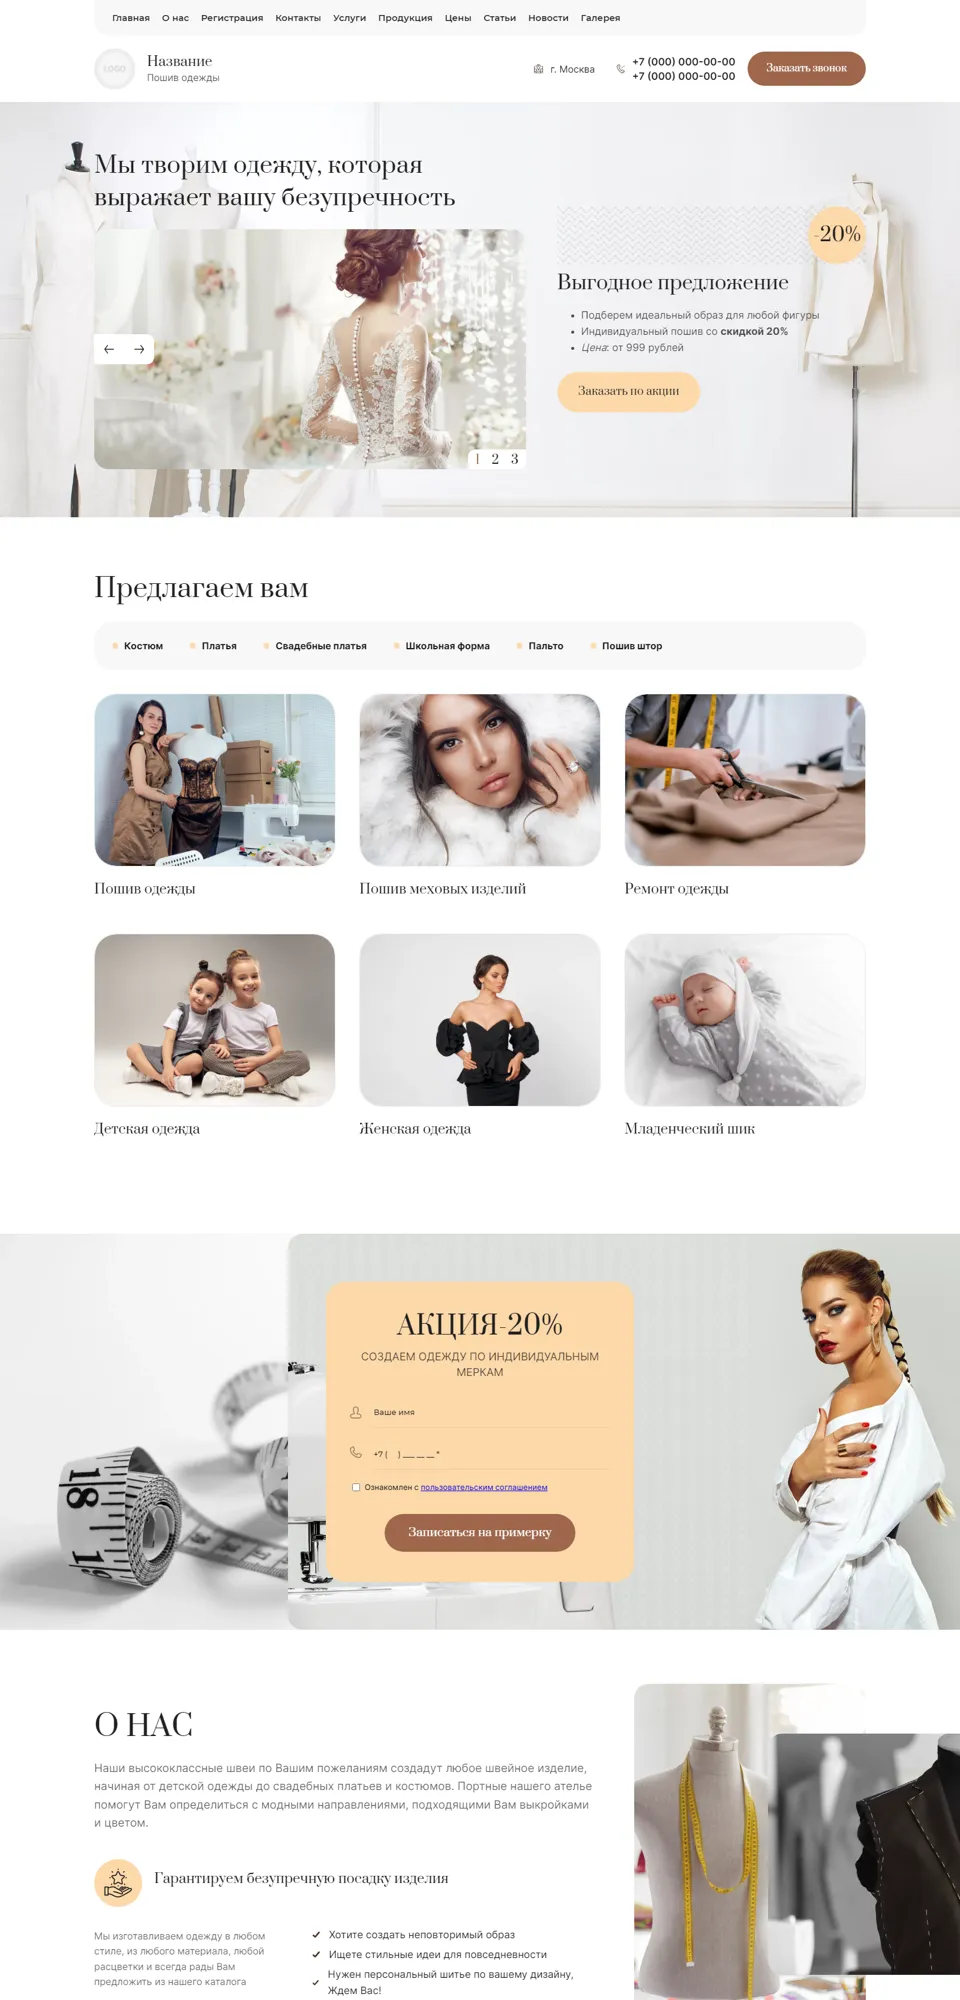 Главная О нас Регистрация Контакты Услуги Продукция Цены Статьи Новости Галерея
LOGO
Название
Пошив одежды
г. Москва
+7 (000) 000-00-00
+7 (000) 000-00-00
Заказать звонок
Мы творим одежду, которая
выражает вашу безупречность
1 2 3
-20%
Выгодное предложение
Подберем идеальный образ для любой фигуры
Индивидуальный пошив со скидкой 20%
Цена: от 999 рублей
Заказать по акции
Предлагаем вам
Костюм Платья Свадебные платья Школьная форма Пальто Пошив штор
Пошив одежды
Пошив меховых изделий
Ремонт одежды
Детская одежда
Женская одежда
Младенческий шик
АКЦИЯ-20%
СОЗДАЕМ ОДЕЖДУ ПО ИНДИВИДУАЛЬНЫМ
МЕРКАМ
Ваше имя
+7 ( ) ___ __ __ *
Ознакомлен с пользовательским соглашением
Записаться на примерку
О НАС
Наши высококлассные швеи по Вашим пожеланиям создадут любое швейное изделие,
начиная от детской одежды до свадебных платьев и костюмов. Портные нашего ателье
помогут Вам определиться с модными направлениями, подходящими Вам выкройками
и цветом.
Гарантируем безупречную посадку изделия
Мы изготавливаем одежду в любом
стиле, из любого материала, любой
расцветки и всегда рады Вам
предложить из нашего каталога
Хотите создать неповторимый образ
Ищете стильные идеи для повседневности
Нужен персональный шитье по вашему дизайну,
Ждем Вас!